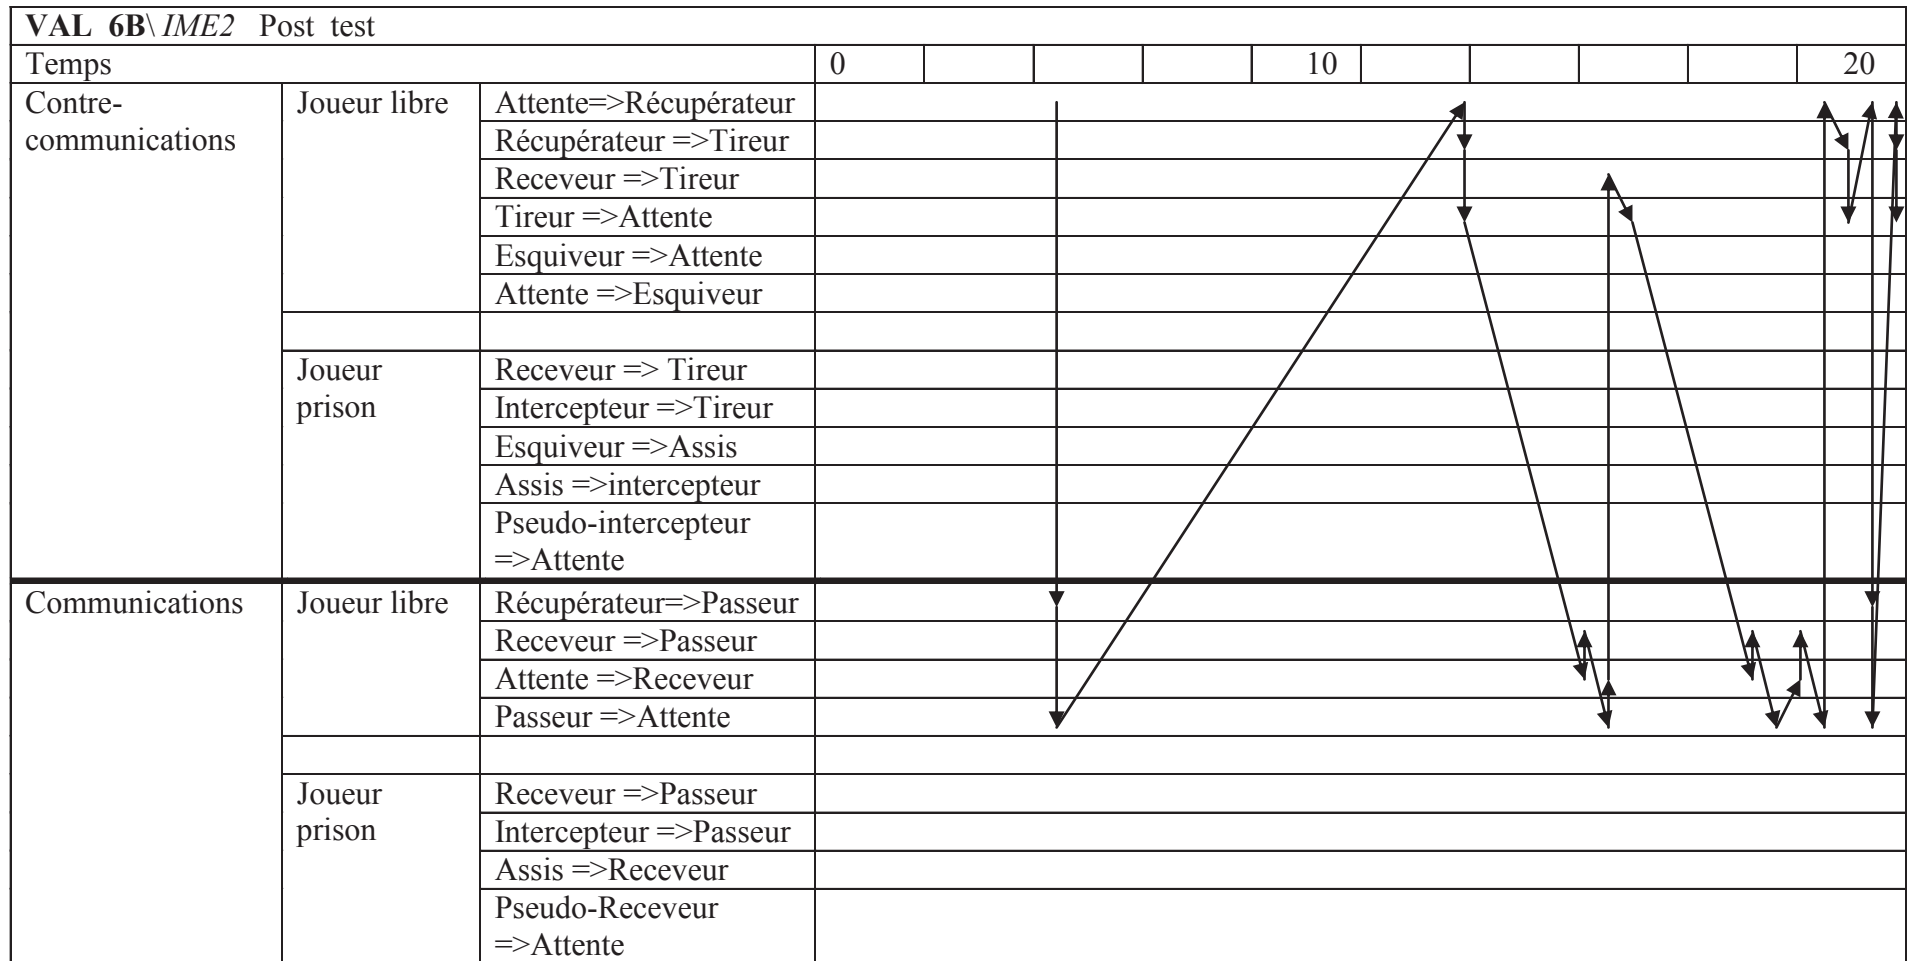 VAL 6B\ IME2 Post test
Temps 0 10 20
Contre- Joueur libre Attente=>Récupérateur
communications Récupérateur =>Tireur
Receveur =>Tireur
Tireur =>Attente
Esquiveur =>Attente
Attente =>Esquiveur
Joueur Receveur => Tireur
prison Intercepteur =>Tireur
Esquiveur =>Assis
Assis =>intercepteur
Pseudo-intercepteur
=>Attente
Communications Joueur libre Récupérateur=>Passeur
Receveur =>Passeur
Attente =>Receveur
Passeur =>Attente
Joueur Receveur =>Passeur
prison Intercepteur =>Passeur
Assis =>Receveur
Pseudo-Receveur
=>Attente